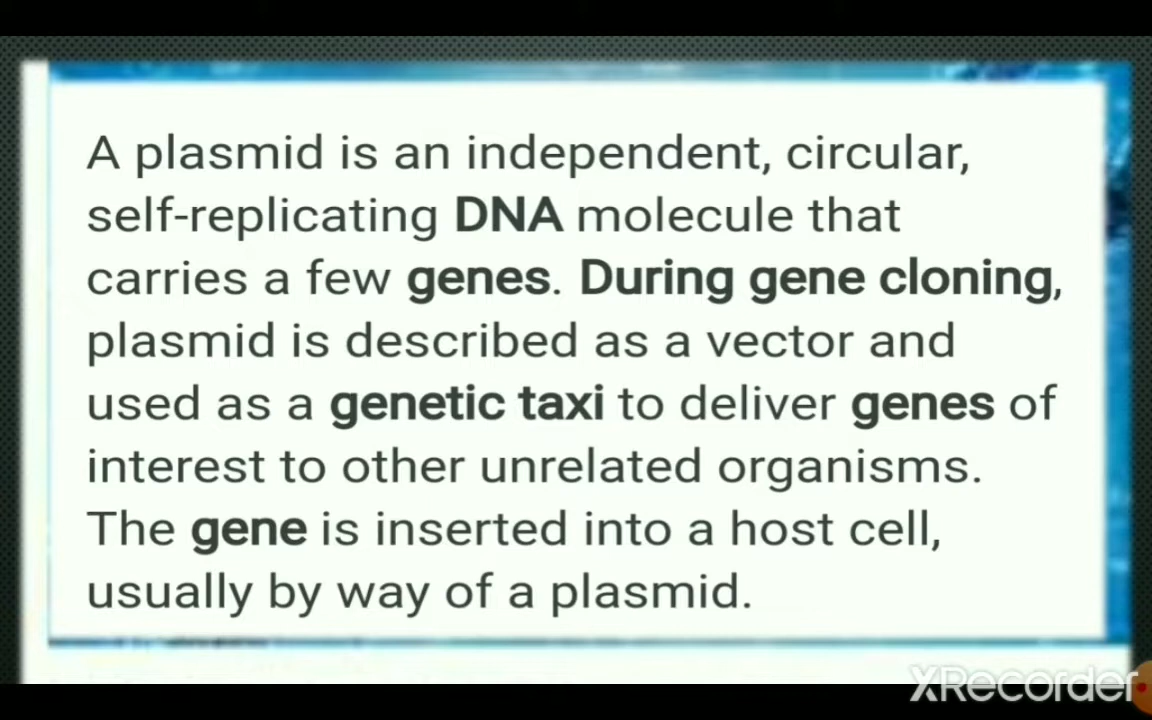 A plasmid is an independent, circular,
self-replicating DNA molecule that
carries a few genes. During gene cloning,
plasmid is described as a vector and
used as a genetic taxi to deliver genes of
interest to other unrelated organisms.
The gene is inserted into a host cell,
usually by way of a plasmid.
XRecorder